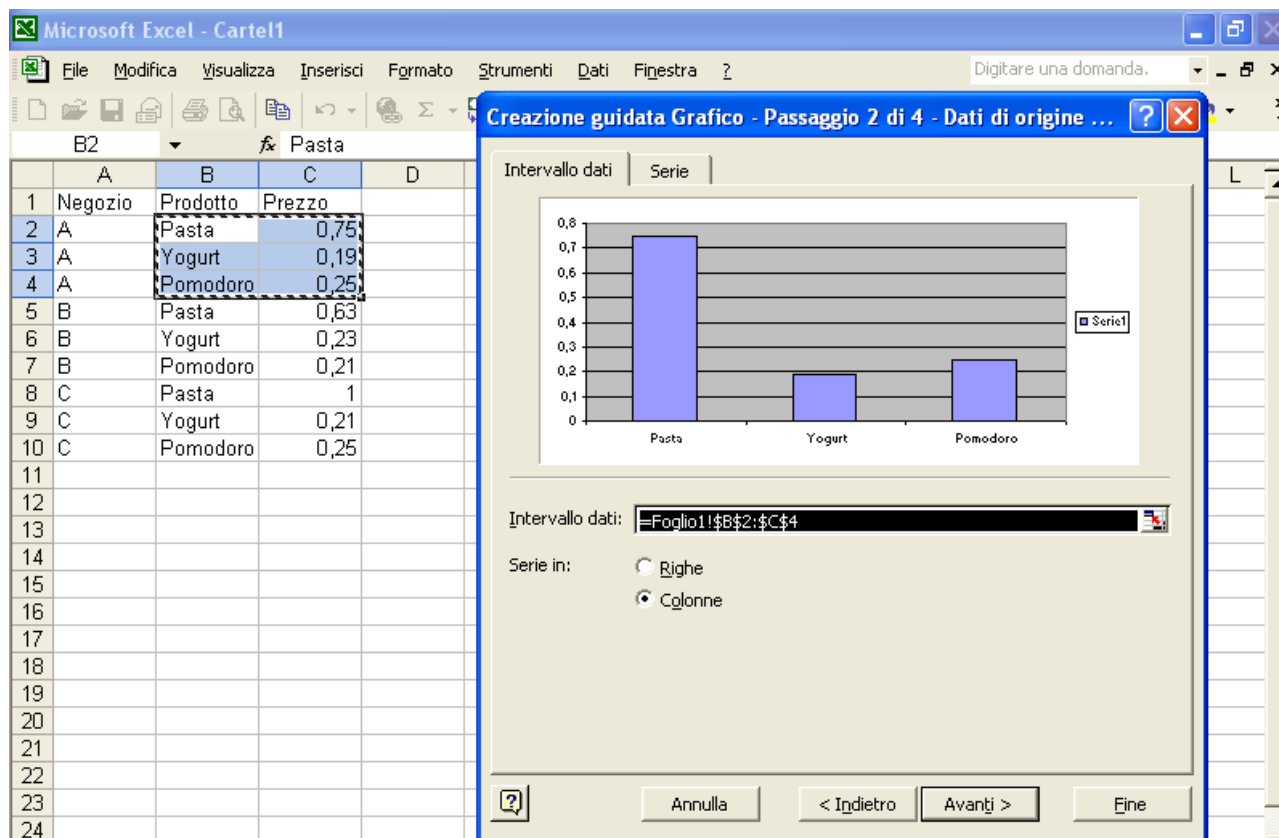 Microsoft Excel - Cartel1
File Modifica Visualizza Inserisci Formato Strumenti Dati Finestra ? Digitare una domanda.
B2 fx Pasta
A B C D L
1 Negozio Prodotto Prezzo
2 A Pasta 0,75
3 A Yogurt 0,19
4 A Pomodoro 0,25
5 B Pasta 0,63
6 B Yogurt 0,23
7 B Pomodoro 0,21
8 C Pasta 1
9 C Yogurt 0,21
10 C Pomodoro 0,25
11
12
13
14
15
16
17
18
19
20
21
22
23
24
Creazione guidata Grafico - Passaggio 2 di 4 - Dati di origine ...
Intervallo dati Serie
0,8
0,7
0,6
0,5
0,4
0,3
0,2
0,1
0
Pasta Yogurt Pomodoro
Serie1
Intervallo dati: =Foglio1!$B$2:$C$4
Serie in: Righe
Colonne
Annulla < Indietro Avanti > Fine